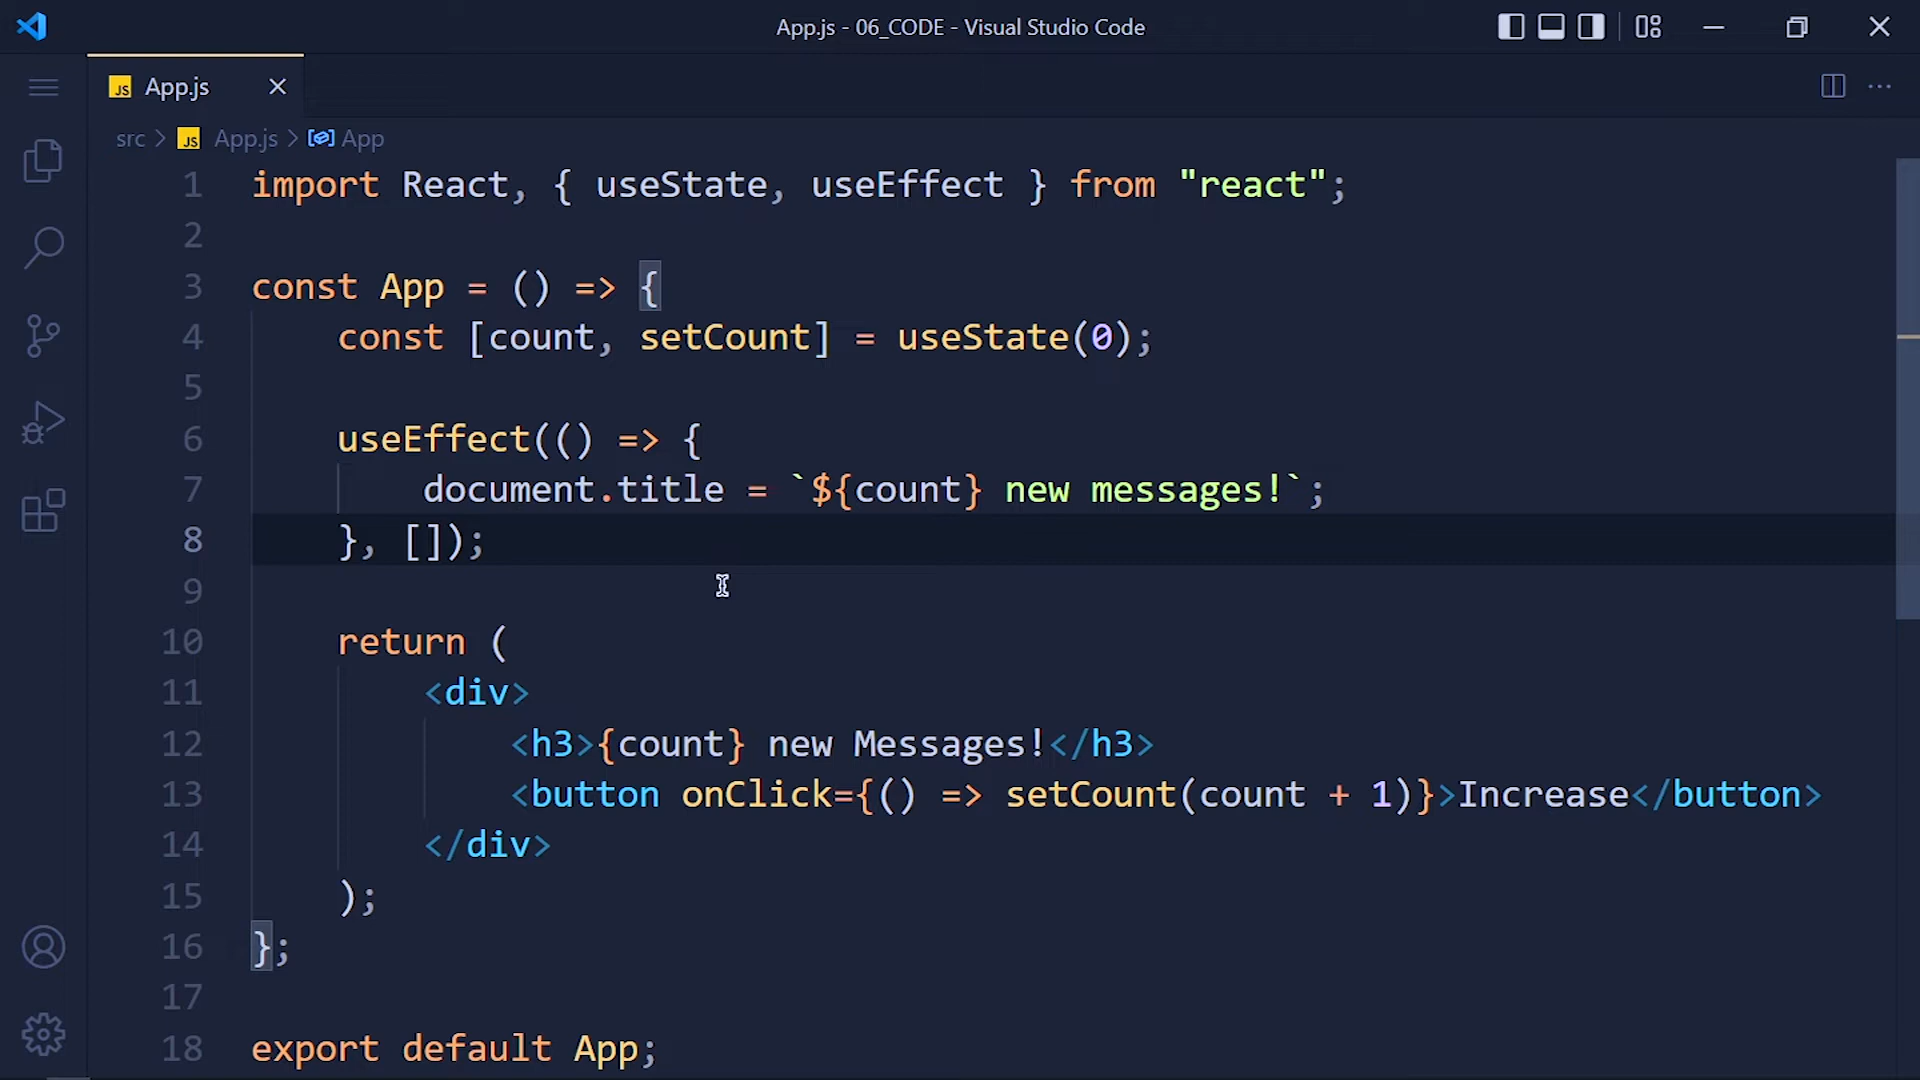 App.js - 06_CODE - Visual Studio Code
JS App.js
src > JS App.js > App
1 import React, { useState, useEffect } from "react";
2
3 const App = () => {
4 const [count, setCount] = useState(0);
5
6 useEffect(() => {
7 document.title = `${count} new messages!`;
8 }, []);
9
10 return (
11 <div>
12 <h3>{count} new Messages!</h3>
13 <button onClick={() => setCount(count + 1)}>Increase</button>
14 </div>
15 );
16 };
17
18 export default App;